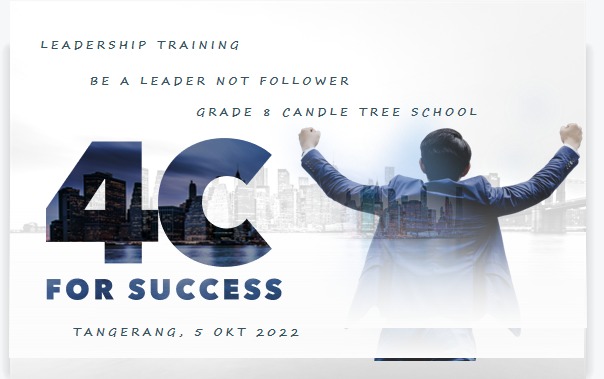 LEADERSHIP TRAINING
BE A LEADER NOT FOLLOWER
GRADE 8 CANDLE TREE SCHOOL
4C
FOR SUCCESS
TANGERANG, 5 OKT 2022